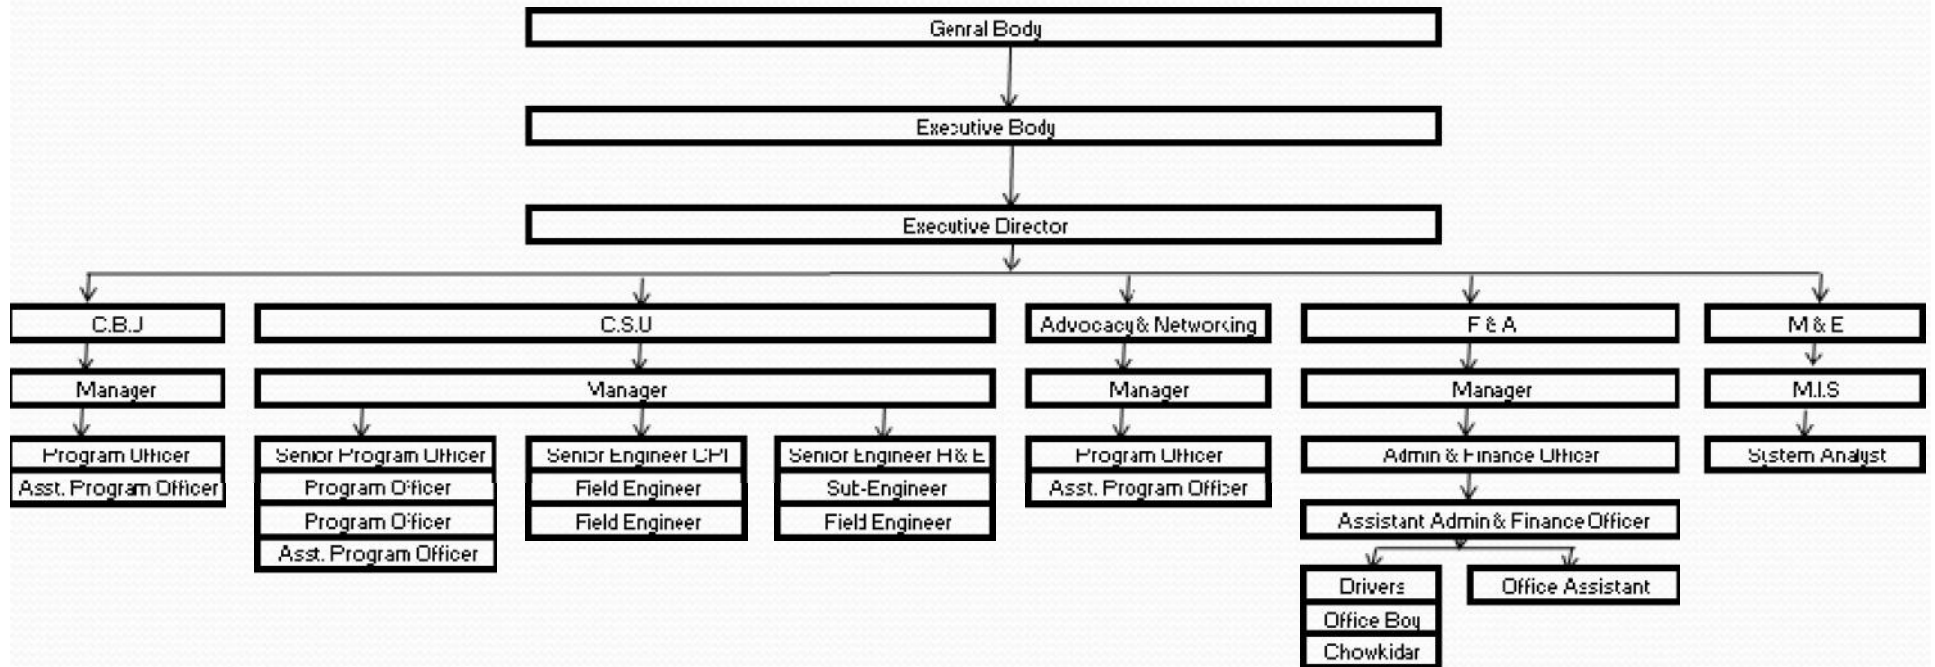 Genral Body
Executive Body
Executive Director
C.B.U
C.S.U
Advocacy & Networking
F & A
M & E
Manager
Manager
Manager
Manager
M.I.S
Program Officer
Senior Program Officer
Senior Engineer CPI
Senior Engineer H & E
Program Officer
Admin & Finance Officer
System Analyst
Asst. Program Officer
Program Officer
Field Engineer
Sub-Engineer
Asst. Program Officer
Program Officer
Field Engineer
Field Engineer
Assistant Admin & Finance Officer
Asst. Program Officer
Drivers
Office Assistant
Office Boy
Chowkidar